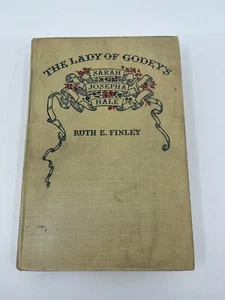 THE LADY OF GODEY'S
SARAH
JOSEPHA
HALE
RUTH E. FINLEY